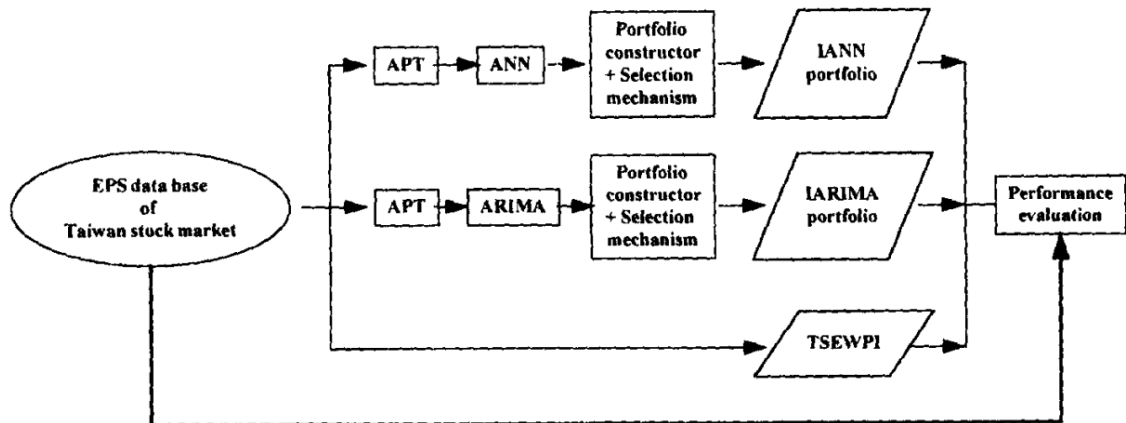 EPS data base
of
Taiwan stock market
APT
ANN
Portfolio
constructor
+ Selection
mechanism
IANN
portfolio
APT
ARIMA
Portfolio
constructor
+ Selection
mechanism
IARIMA
portfolio
TSEWPI
Performance
evaluation